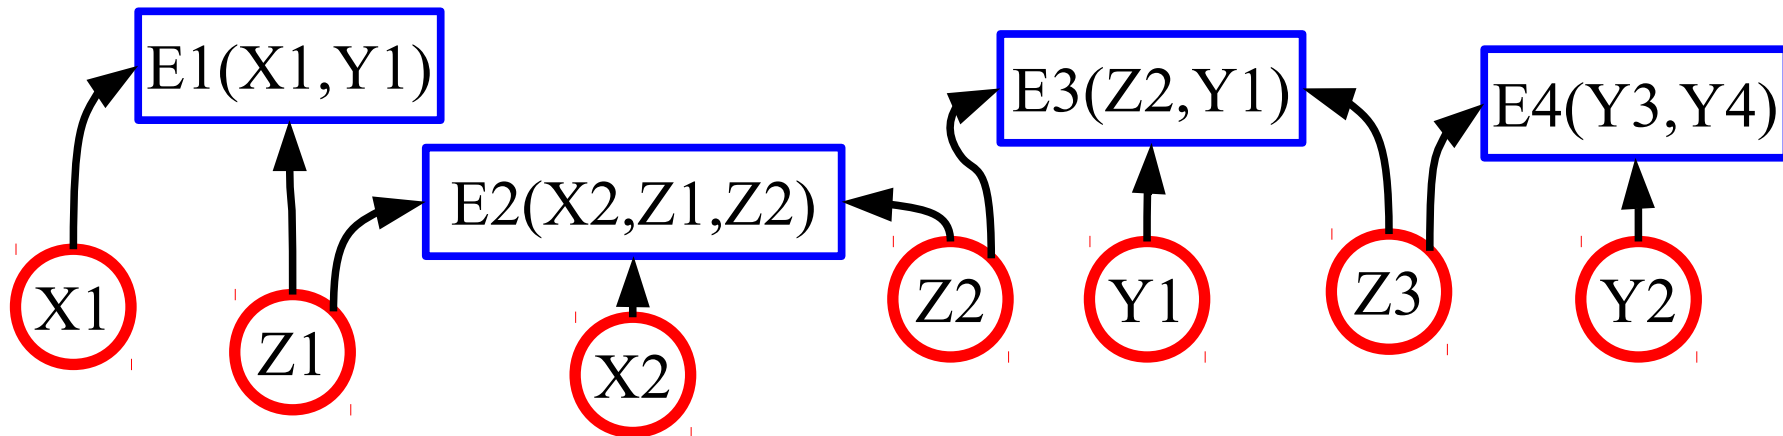 E1(X1,Y1)
E2(X2,Z1,Z2)
E3(Z2,Y1)
E4(Y3,Y4)
X1
Z1
X2
Z2
Y1
Z3
Y2